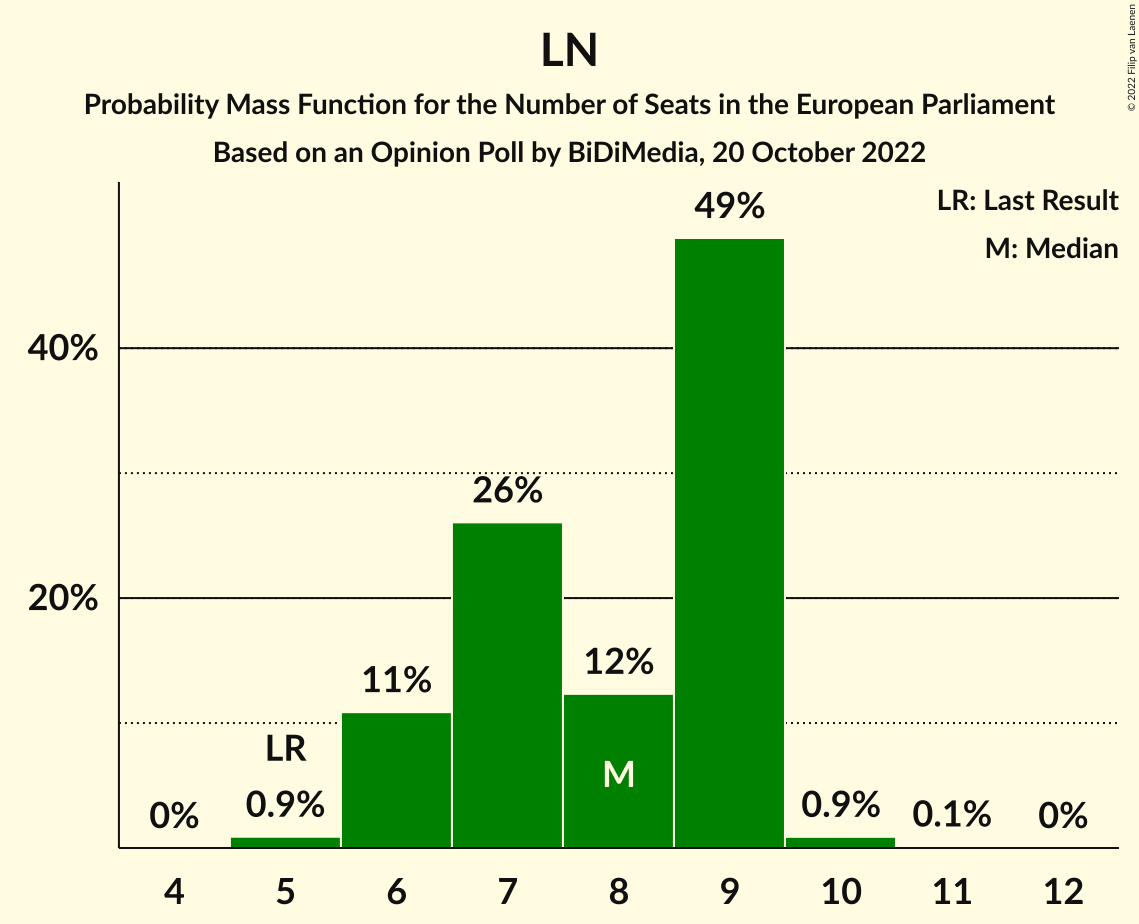 LN
Probability Mass Function for the Number of Seats in the European Parliament
Based on an Opinion Poll by BiDiMedia, 20 October 2022
© 2022 Filip van Laenen
LR: Last Result
M: Median
49%
40%
26%
20%
12%
11%
LR
M
0%
0.9%
0.9%
0.1%
0%
4 5 6 7 8 9 10 11 12